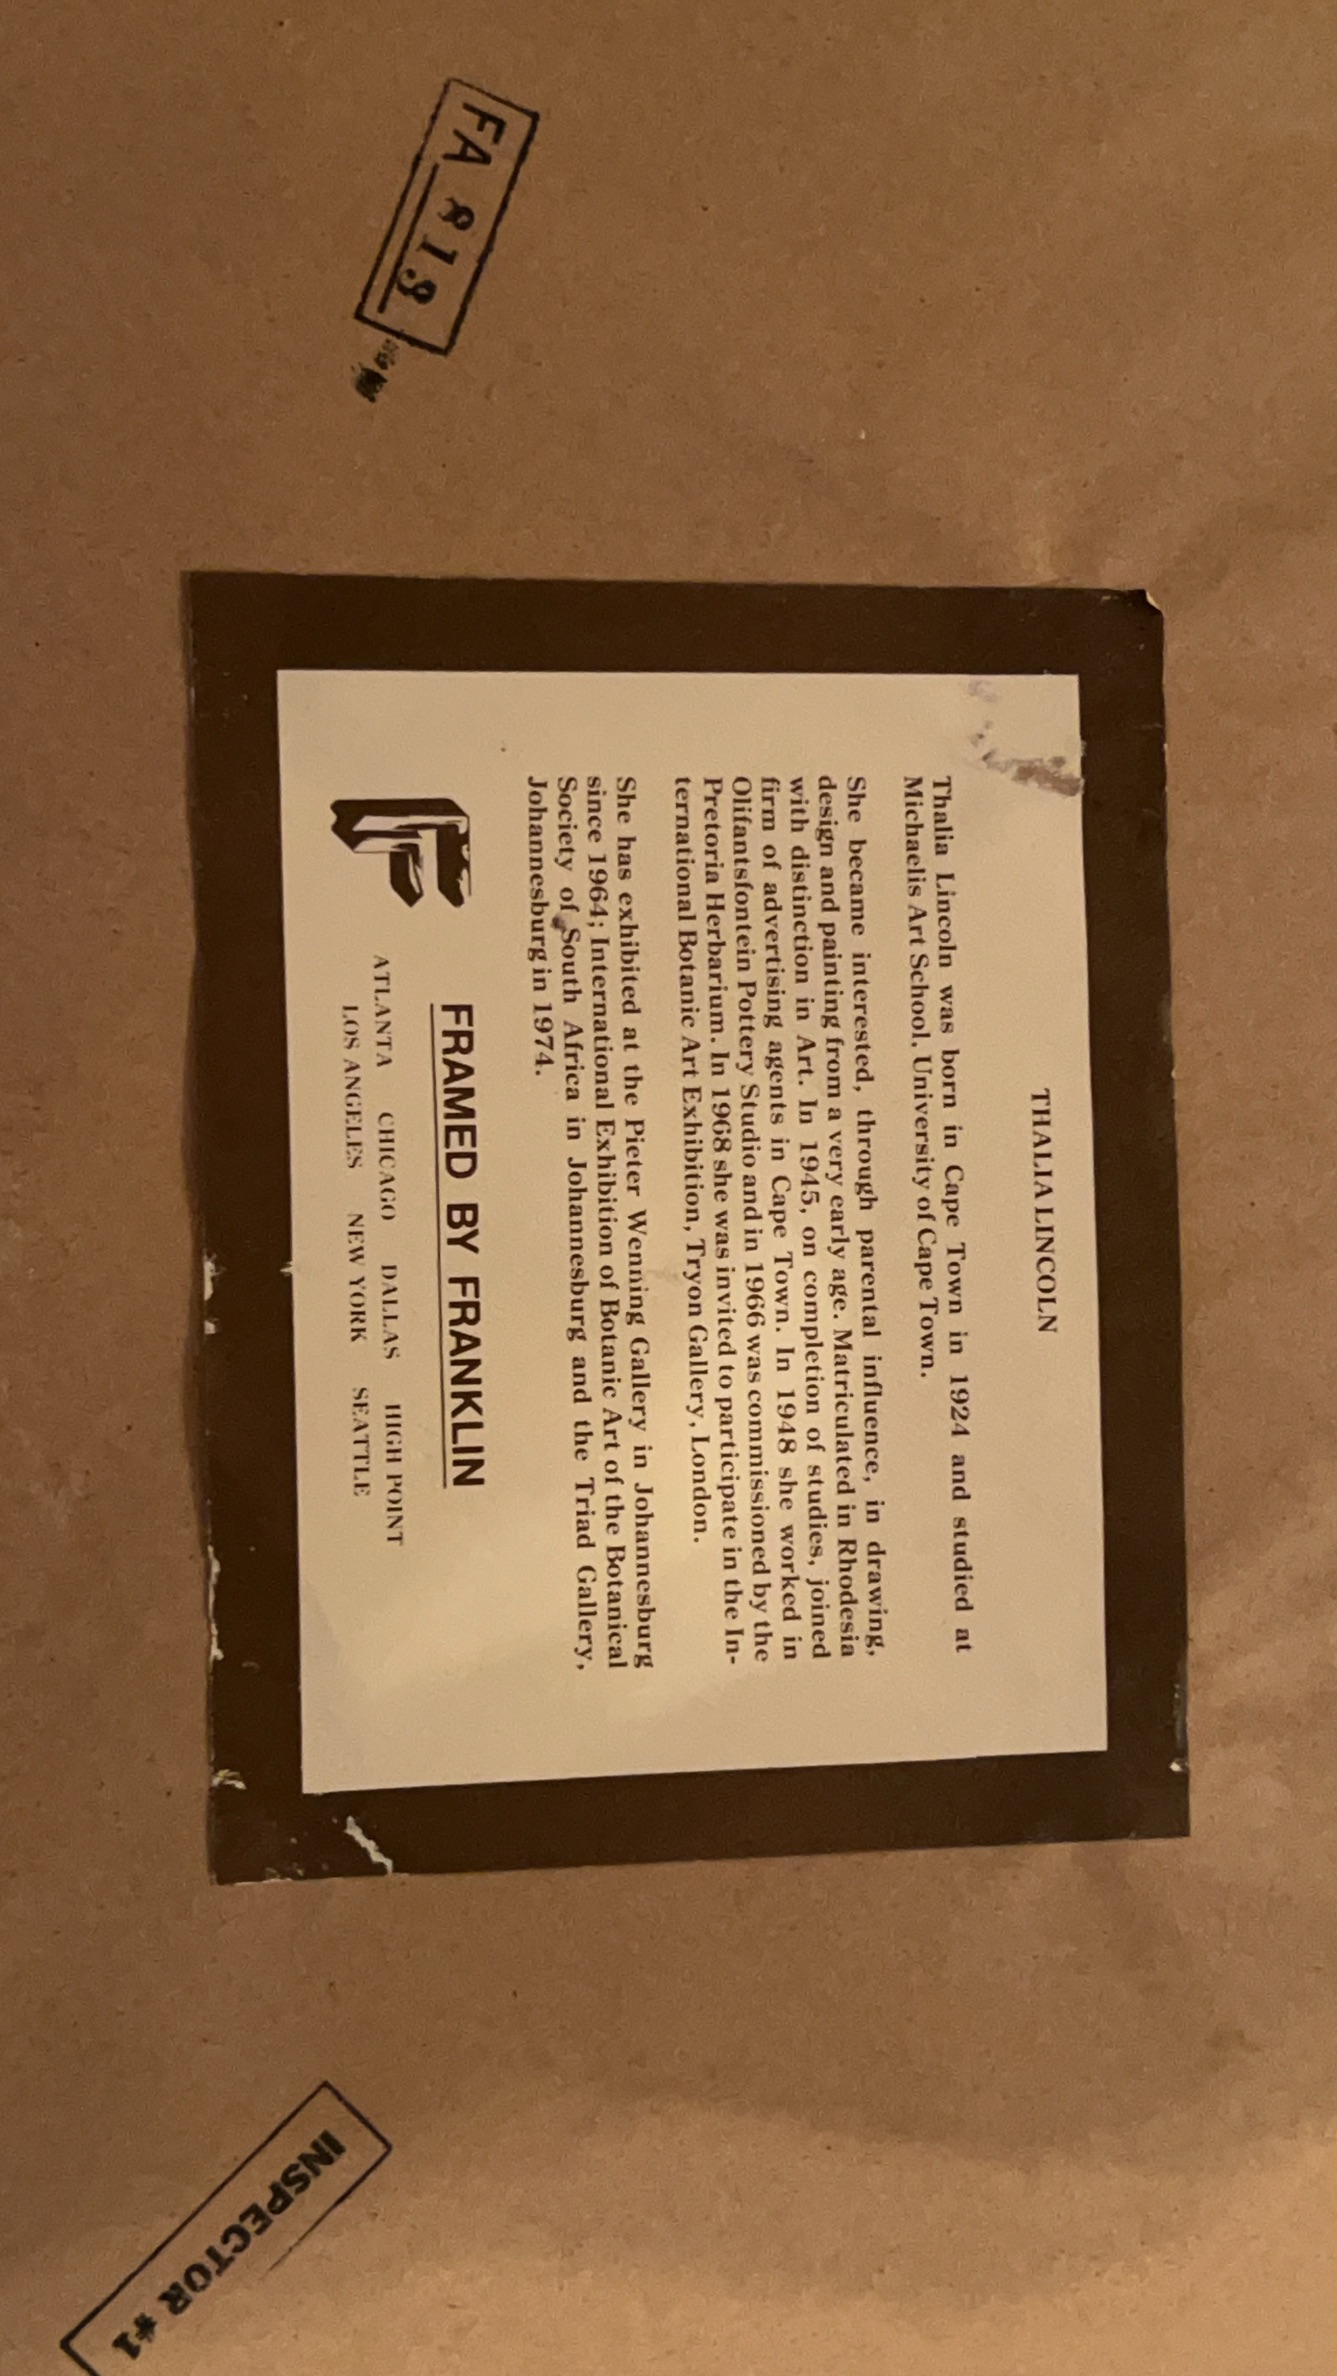 FA 818
THALIA LINCOLN
Thalia Lincoln was born in Cape Town in 1924 and studied at
Michaelis Art School, University of Cape Town.
She became interested, through parental influence, in drawing,
design and painting from a very early age. Matriculated in Rhodesia
with distinction in Art. In 1945, on completion of studies, joined
firm of advertising agents in Cape Town. In 1948 she worked in
Olifantsfontein Pottery Studio and in 1966 was commissioned by the
Pretoria Herbarium. In 1968 she was invited to participate in the In-
ternational Botanic Art Exhibition, Tryon Gallery, London.
She has exhibited at the Pieter Wenning Gallery in Johannesburg
since 1964; International Exhibition of Botanic Art of the Botanical
Society of South Africa in Johannesburg and the Triad Gallery,
Johannesburg in 1974.
FRAMED BY FRANKLIN
ATLANTA CHICAGO DALLAS HIGH POINT
LOS ANGELES NEW YORK SEATTLE
INSPECTOR #1